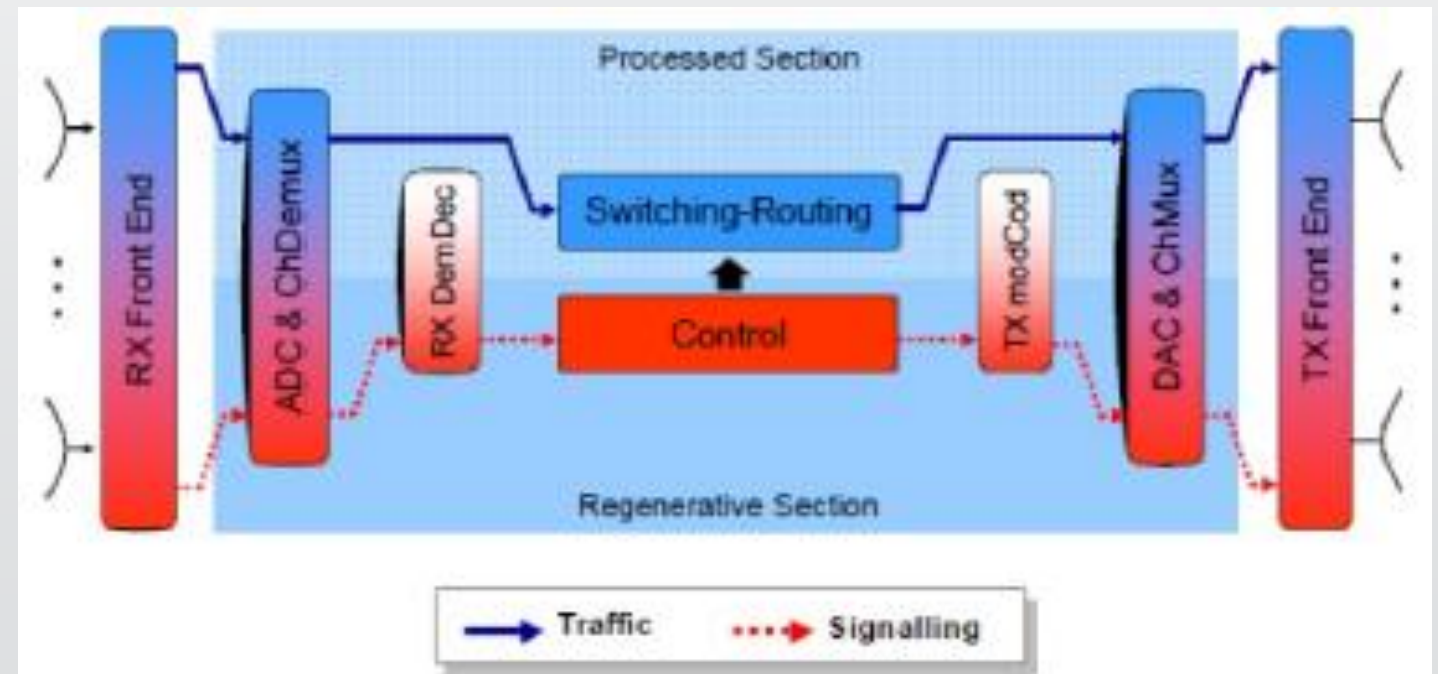 Processed Section
RX Front End
ADC & ChDemux
RX DemDec
Switching-Routing
Control
TX modCod
DAC & ChMux
TX Front End
Regenerative Section
Traffic
Signalling